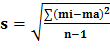 s = √(∑(mi−ma)² / (n−1))